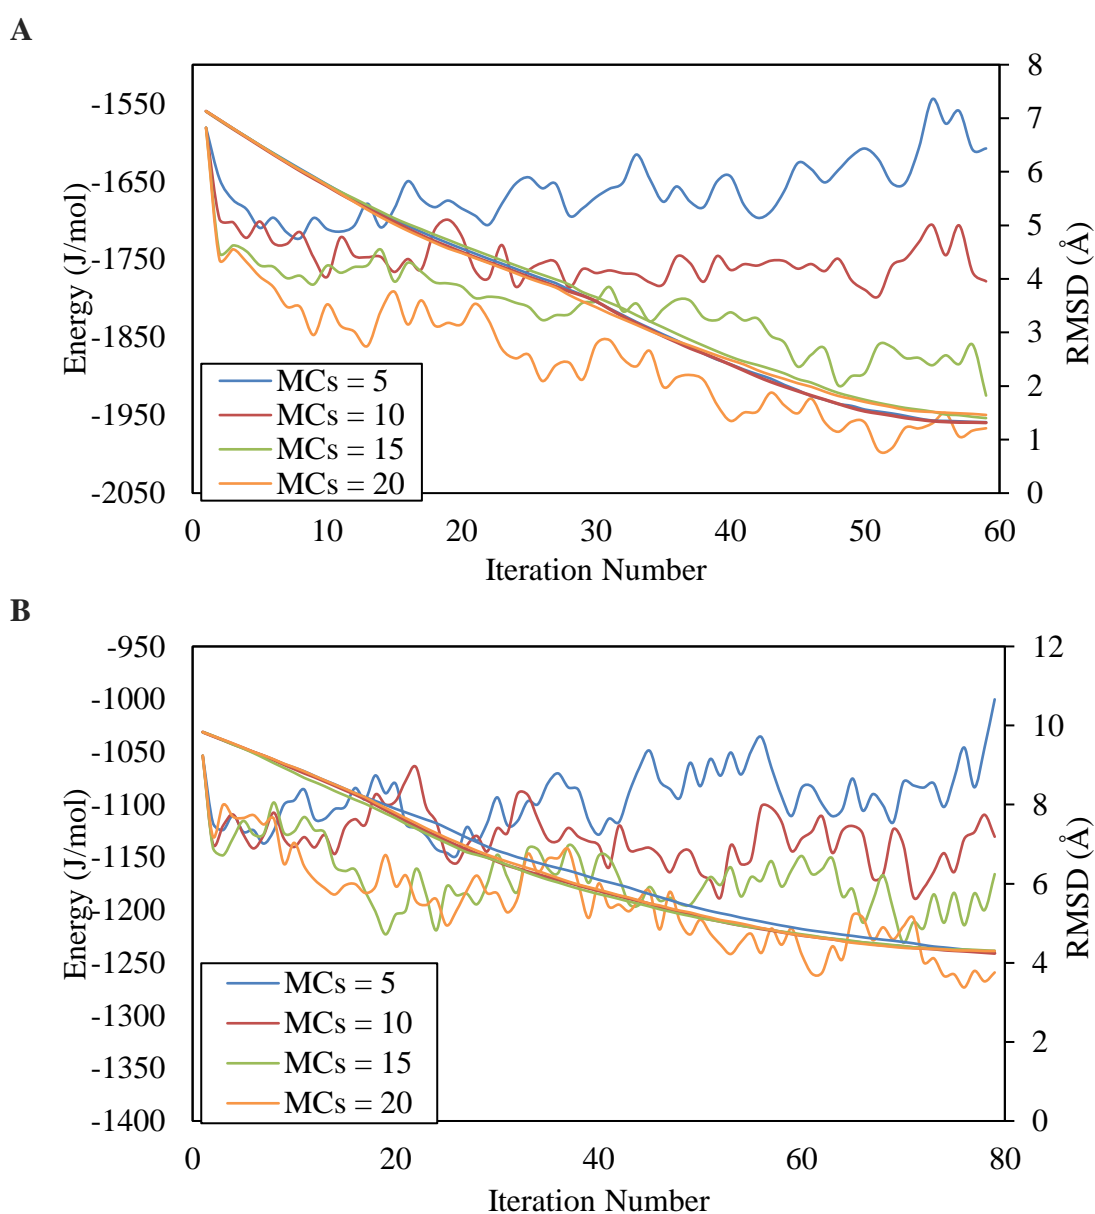 A
8
-1550
7
6
-1650
5
-1750
4
Energy (J/mol)
RMSD (Å)
3
-1850
MCs = 5
2
MCs = 10
-1950
MCs = 15
1
MCs = 20
-2050
0
0
10
20
30
40
50
60
Iteration Number
B
-950
12
-1000
10
-1050
-1100
8
-1150
6
Energy (J/mol)
RMSD (Å)
-1200
-1250
4
MCs = 5
-1300
MCs = 10
2
-1350
MCs = 15
MCs = 20
-1400
0
0
20
40
60
80
Iteration Number